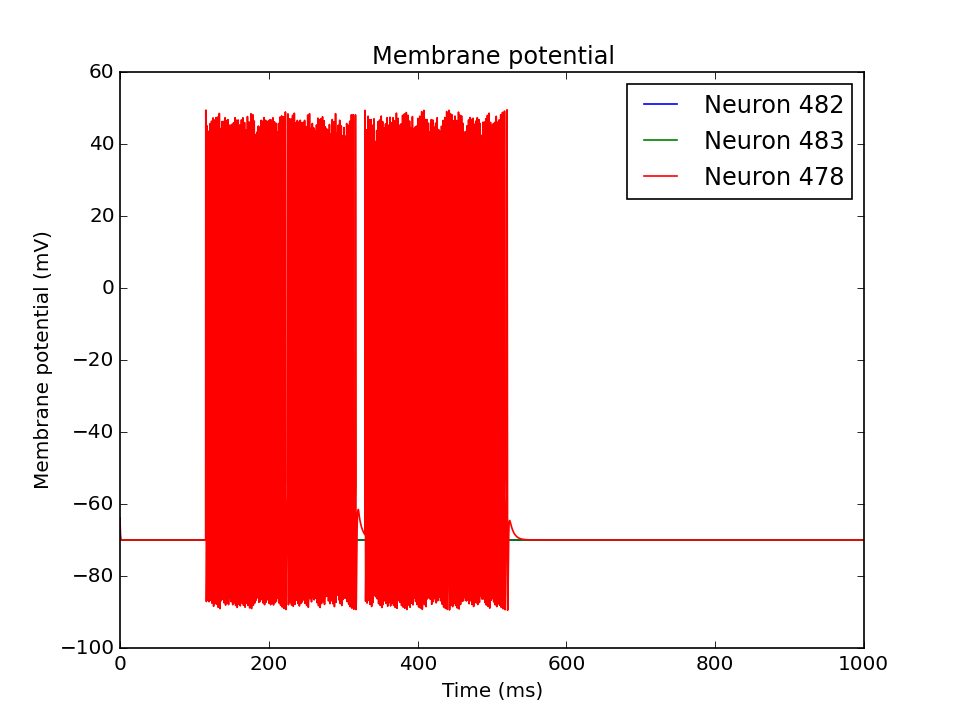 Membrane potential
60
40
20
0
−20
−40
−60
−80
−100
Membrane potential (mV)
Neuron 482
Neuron 483
Neuron 478
0 200 400 600 800 1000
Time (ms)